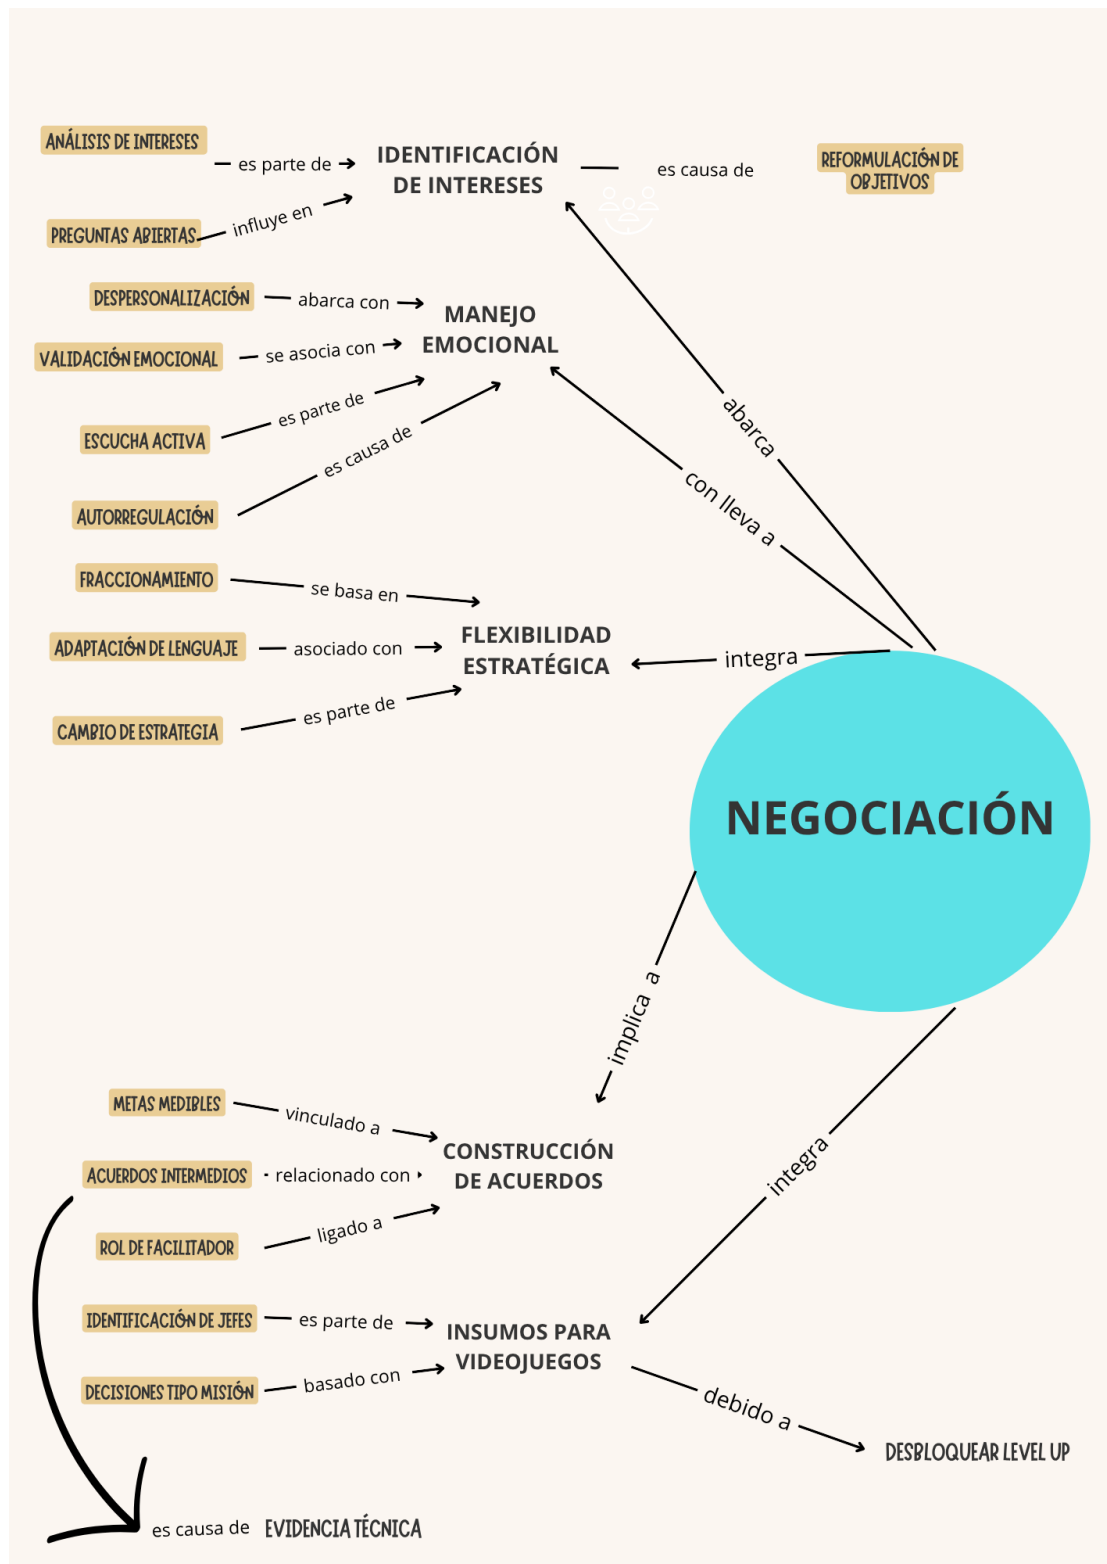 ANÁLISIS DE INTERESES
es parte de
IDENTIFICACIÓN
DE INTERESES
es causa de
REFORMULACIÓN DE
OBJETIVOS
PREGUNTAS ABIERTAS
influye en
DESPERSONALIZACIÓN
abarca con
MANEJO
EMOCIONAL
VALIDACIÓN EMOCIONAL
se asocia con
ESCUCHA ACTIVA
es parte de
AUTORREGULACIÓN
es causa de
abarca
con lleva a
FRACCIONAMIENTO
se basa en
FLEXIBILIDAD
ESTRATÉGICA
ADAPTACIÓN DE LENGUAJE
asociado con
integra
CAMBIO DE ESTRATEGIA
es parte de
NEGOCIACIÓN
implica a
METAS MEDIBLES
vinculado a
CONSTRUCCIÓN
DE ACUERDOS
ACUERDOS INTERMEDIOS
relacionado con
integra
ROL DE FACILITADOR
ligado a
IDENTIFICACIÓN DE JEFES
es parte de
INSUMOS PARA
VIDEOJUEGOS
DECISIONES TIPO MISIÓN
basado con
debido a
DESBLOQUEAR LEVEL UP
es causa de
EVIDENCIA TÉCNICA